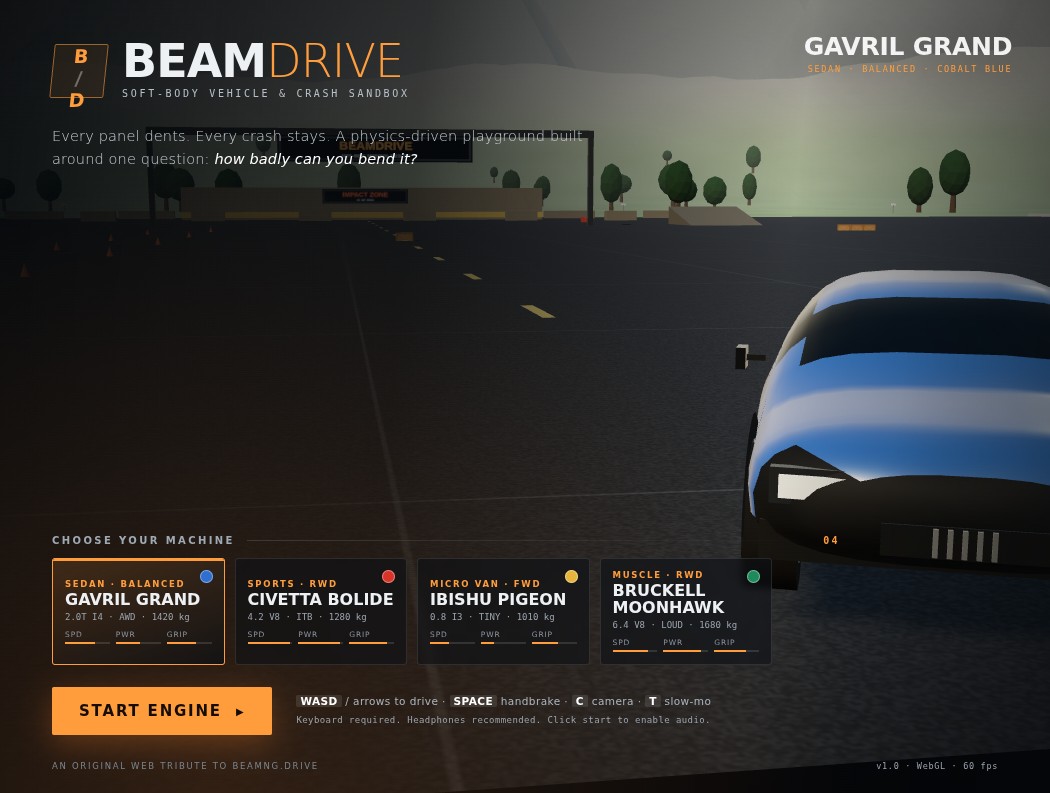 B
/
D
BEAMDRIVE
SOFT-BODY VEHICLE & CRASH SANDBOX
GAVRIL GRAND
SEDAN · BALANCED · COBALT BLUE
Every panel dents. Every crash stays. A physics-driven playground built
around one question: how badly can you bend it?
BEAMDRIVE
IMPACT ZONE
CHOOSE YOUR MACHINE
04
SEDAN · BALANCED
GAVRIL GRAND
2.0T I4 · AWD · 1420 kg
SPD PWR GRIP
SPORTS · RWD
CIVETTA BOLIDE
4.2 V8 · ITB · 1280 kg
SPD PWR GRIP
MICRO VAN · FWD
IBISHU PIGEON
0.8 I3 · TINY · 1010 kg
SPD PWR GRIP
MUSCLE · RWD
BRUCKELL
MOONHAWK
6.4 V8 · LOUD · 1680 kg
SPD PWR GRIP
START ENGINE ▸
WASD / arrows to drive · SPACE handbrake · C camera · T slow-mo
Keyboard required. Headphones recommended. Click start to enable audio.
AN ORIGINAL WEB TRIBUTE TO BEAMNG.DRIVE
v1.0 · WebGL · 60 fps